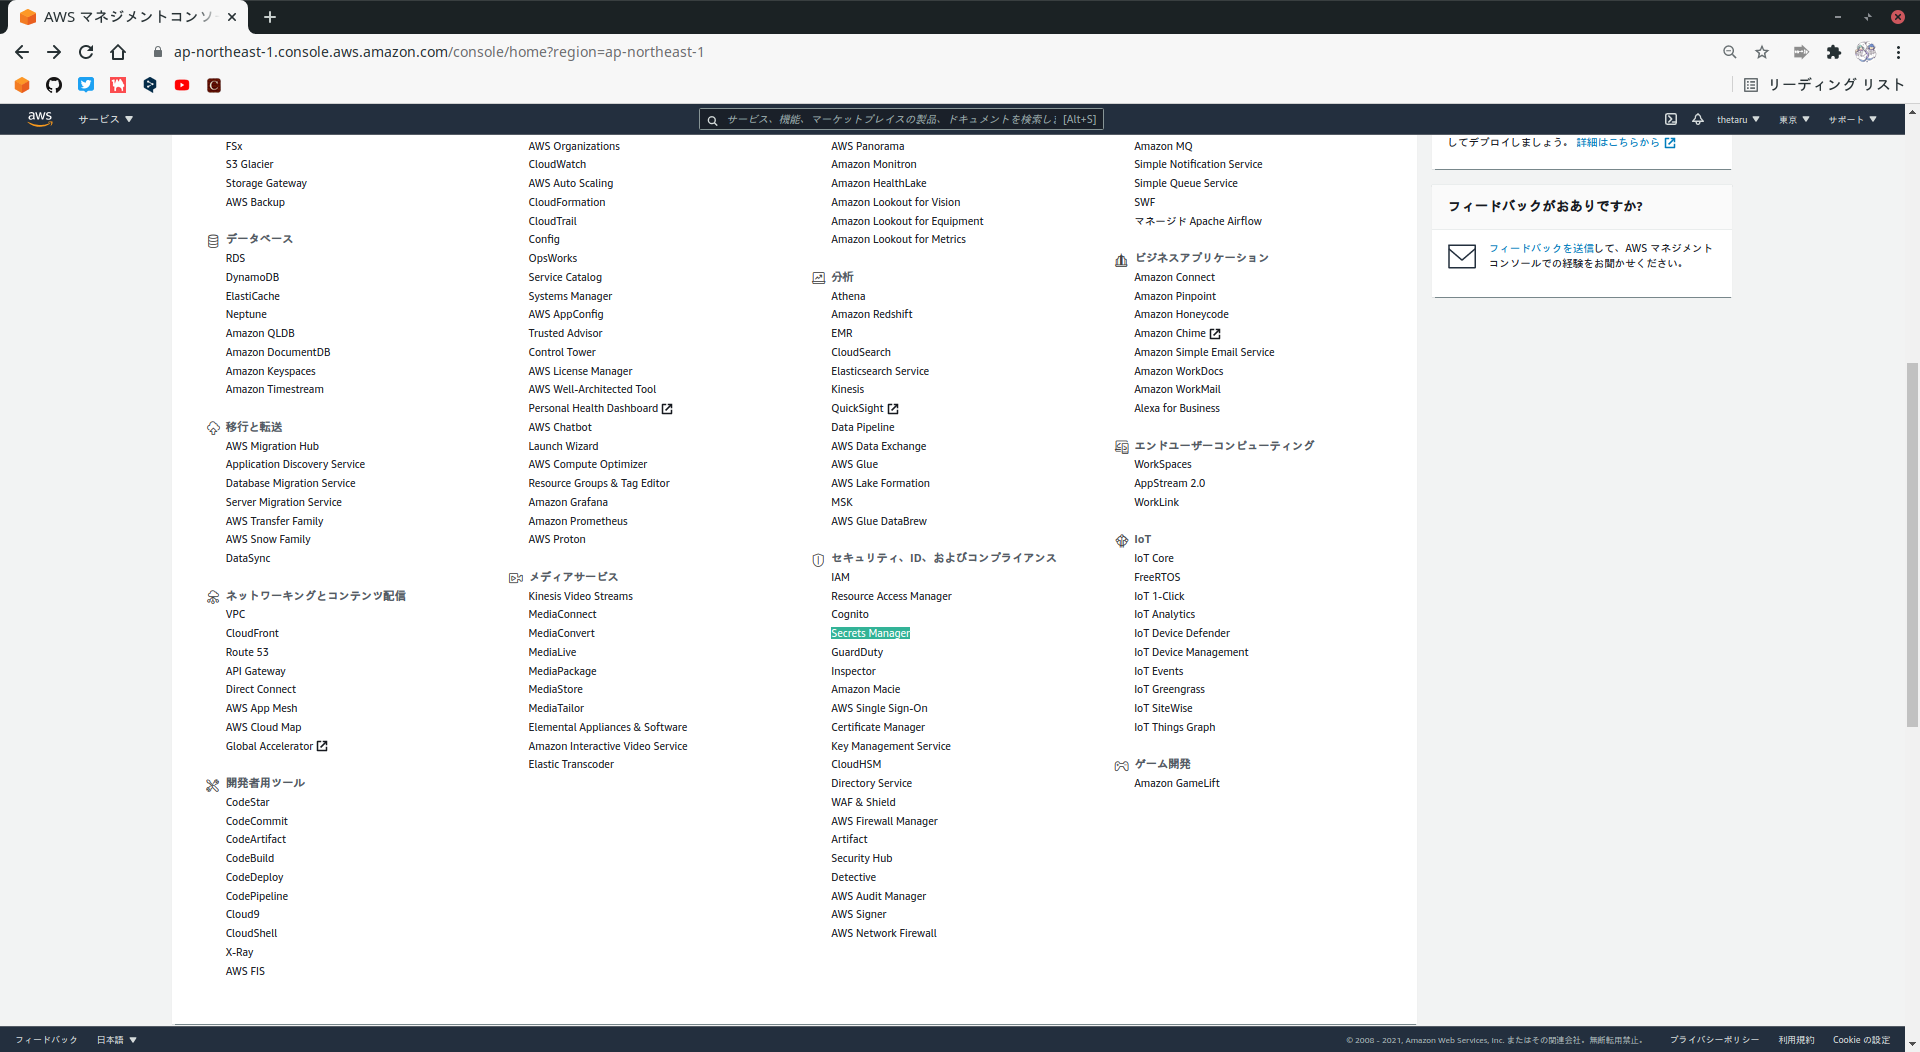 AWS マネジメントコンソ
ap-northeast-1.console.aws.amazon.com/console/home?region=ap-northeast-1
リーディング リスト
aws
サービス ▼
サービス、機能、マーケットプレイスの製品、ドキュメントを検索し [Alt+S]
thetaru ▼
東京 ▼
サポート ▼
FSx
S3 Glacier
Storage Gateway
AWS Backup
データベース
RDS
DynamoDB
ElastiCache
Neptune
Amazon QLDB
Amazon DocumentDB
Amazon Keyspaces
Amazon Timestream
移行と転送
AWS Migration Hub
Application Discovery Service
Database Migration Service
Server Migration Service
AWS Transfer Family
AWS Snow Family
DataSync
ネットワーキングとコンテンツ配信
VPC
CloudFront
Route 53
API Gateway
Direct Connect
AWS App Mesh
AWS Cloud Map
Global Accelerator
開発者用ツール
CodeStar
CodeCommit
CodeArtifact
CodeBuild
CodeDeploy
CodePipeline
Cloud9
CloudShell
X-Ray
AWS FIS
AWS Organizations
CloudWatch
AWS Auto Scaling
CloudFormation
CloudTrail
Config
OpsWorks
Service Catalog
Systems Manager
AWS AppConfig
Trusted Advisor
Control Tower
AWS License Manager
AWS Well-Architected Tool
Personal Health Dashboard
AWS Chatbot
Launch Wizard
AWS Compute Optimizer
Resource Groups & Tag Editor
Amazon Grafana
Amazon Prometheus
AWS Proton
メディアサービス
Kinesis Video Streams
MediaConnect
MediaConvert
MediaLive
MediaPackage
MediaStore
MediaTailor
Elemental Appliances & Software
Amazon Interactive Video Service
Elastic Transcoder
AWS Panorama
Amazon Monitron
Amazon HealthLake
Amazon Lookout for Vision
Amazon Lookout for Equipment
Amazon Lookout for Metrics
分析
Athena
Amazon Redshift
EMR
CloudSearch
Elasticsearch Service
Kinesis
QuickSight
Data Pipeline
AWS Data Exchange
AWS Glue
AWS Lake Formation
MSK
AWS Glue DataBrew
セキュリティ、ID、およびコンプライアンス
IAM
Resource Access Manager
Cognito
Secrets Manager
GuardDuty
Inspector
Amazon Macie
AWS Single Sign-On
Certificate Manager
Key Management Service
CloudHSM
Directory Service
WAF & Shield
AWS Firewall Manager
Artifact
Security Hub
Detective
AWS Audit Manager
AWS Signer
AWS Network Firewall
Amazon MQ
Simple Notification Service
Simple Queue Service
SWF
マネージド Apache Airflow
ビジネスアプリケーション
Amazon Connect
Amazon Pinpoint
Amazon Honeycode
Amazon Chime
Amazon Simple Email Service
Amazon WorkDocs
Amazon WorkMail
Alexa for Business
エンドユーザーコンピューティング
WorkSpaces
AppStream 2.0
WorkLink
IoT
IoT Core
FreeRTOS
IoT 1-Click
IoT Analytics
IoT Device Defender
IoT Device Management
IoT Events
IoT Greengrass
IoT SiteWise
IoT Things Graph
ゲーム開発
Amazon GameLift
してデプロイしましょう。 詳細はこちらから
フィードバックがおありですか?
フィードバックを送信して、AWS マネジメント
コンソールでの経験をお聞かせください。
フィードバック
日本語 ▼
© 2008 - 2021, Amazon Web Services, Inc. またはその関連会社。無断転用禁止。
プライバシーポリシー
利用規約
Cookie の設定